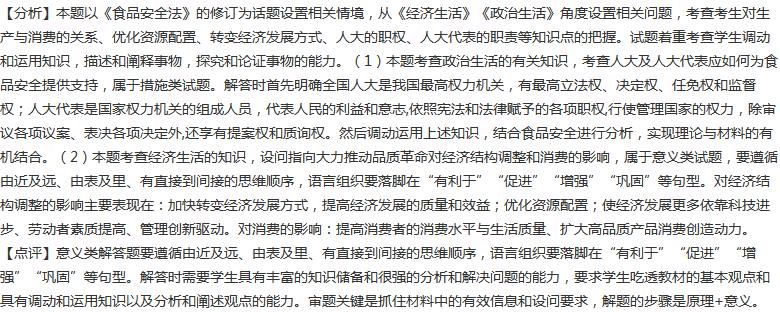 【分析】本题以《食品安全法》的修订为话题设置相关情境，从《经济生活》《政治生活》角度设置相关问题，考查考生对生
产与消费的关系、优化资源配置、转变经济发展方式、人大的职权、人大代表的职责等知识点的把握。试题着重考查学生调动
和运用知识，描述和阐释事物，探究和论证事物的能力。（1）本题考查政治生活的有关知识，考查人大及人大代表应如何为食
品安全提供支持，属于措施类试题。解答时首先明确全国人大是我国最高权力机关，有最高立法权、决定权、任免权和监督
权；人大代表是国家权力机关的组成人员，代表人民的利益和意志,依照宪法和法律赋予的各项职权,行使管理国家的权力，除审
议各项议案、表决各项决定外,还享有提案权和质询权。然后调动运用上述知识，结合食品安全进行分析，实现理论与材料的有
机结合。（2）本题考查经济生活的知识，设问指向大力推动品质革命对经济结构调整和消费的影响，属于意义类试题，要遵循
由近及远、由表及里、有直接到间接的思维顺序，语言组织要落脚在“有利于”“促进”“增强”“巩固”等句型。对经济结
构调整的影响主要表现在：加快转变经济发展方式，提高经济发展的质量和效益；优化资源配置；使经济发展更多依靠科技进
步、劳动者素质提高、管理创新驱动。对消费的影响：提高消费者的消费水平与生活质量、扩大高品质产品消费创造动力。
【点评】意义类解答题要遵循由近及远、由表及里、有直接到间接的思维顺序，语言组织要落脚在“有利于”“促进”“增
强”“巩固”等句型。解答时需要学生具有丰富的知识储备和很强的分析和解决问题的能力，要求学生吃透教材的基本观点和
具有调动和运用知识以及分析和阐述观点的能力。审题关键是抓住材料中的有效信息和设问要求，解题的步骤是原理+意义。